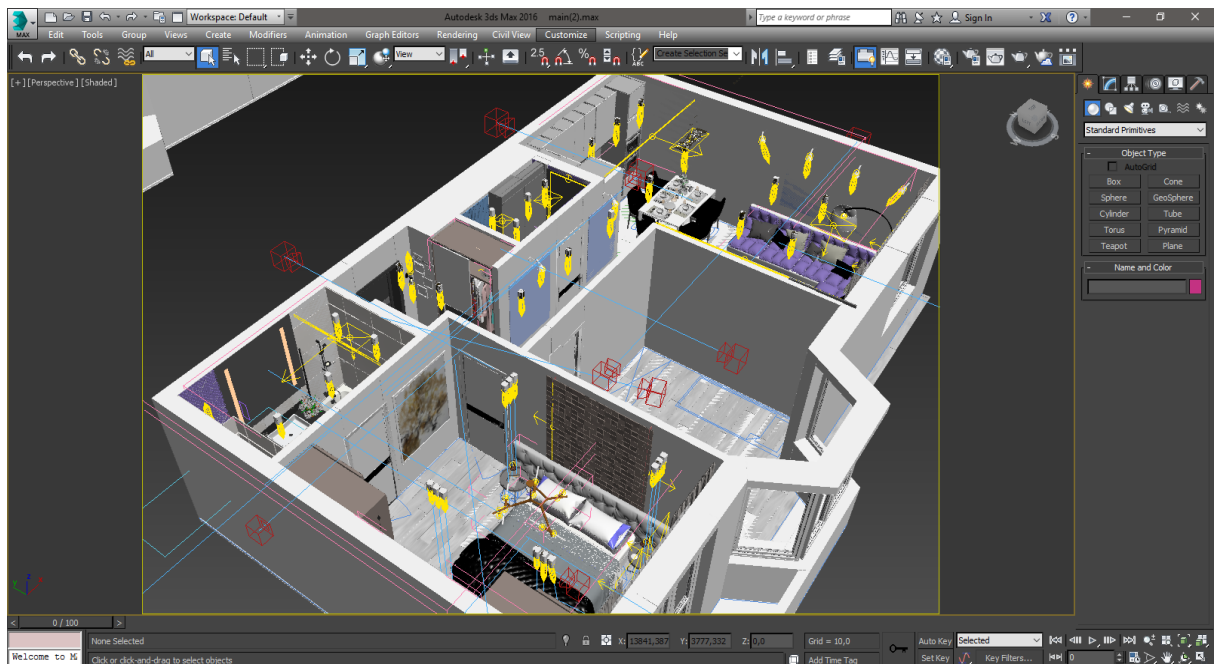 Workspace: Default
Autodesk 3ds Max 2016 main(2).max
Type a keyword or phrase
Sign In
MAX
Edit Tools Group Views Create Modifiers Animation Graph Editors Rendering Civil View Customize Scripting Help
All
View
2.5
Create Selection Se
[+] [Perspective] [Shaded]
Standard Primitives
- Object Type
AutoGrid
Box Cone
Sphere GeoSphere
Cylinder Tube
Torus Pyramid
Teapot Plane
- Name and Color
< 0 / 100 >
None Selected
X: 13841,387 Y: 3777,332 Z: 0,0
Grid = 10,0
Auto Key Selected
Welcome to M
Click or click-and-drag to select objects
Add Time Tag
Set Key Key Filters...
0